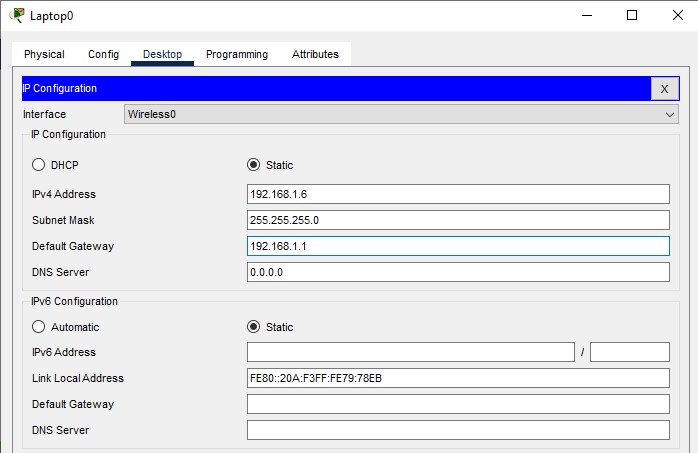 Laptop0
Physical Config Desktop Programming Attributes
IP Configuration X
Interface Wireless0
IP Configuration
DHCP Static
IPv4 Address 192.168.1.6
Subnet Mask 255.255.255.0
Default Gateway 192.168.1.1
DNS Server 0.0.0.0
IPv6 Configuration
Automatic Static
IPv6 Address /
Link Local Address FE80::20A:F3FF:FE79:78EB
Default Gateway
DNS Server